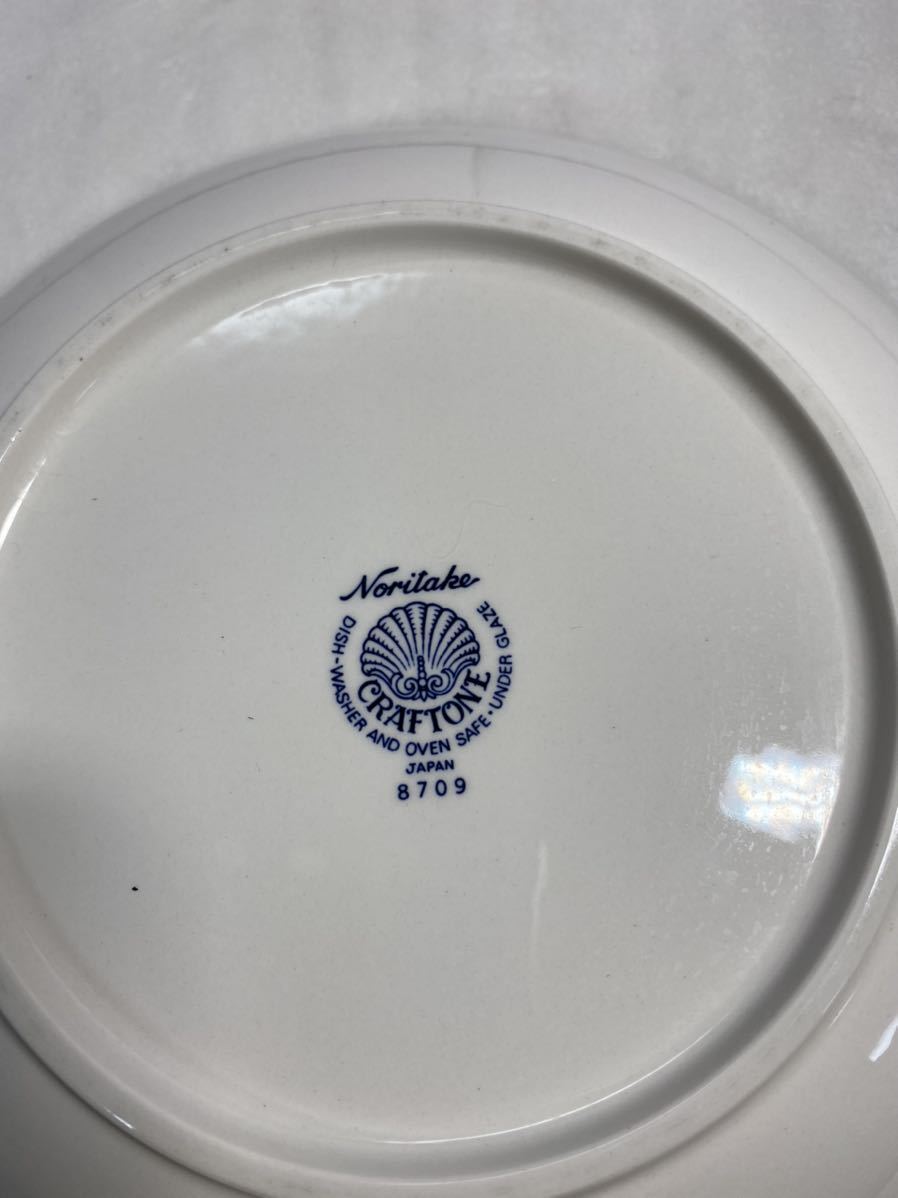 Noritake
CRAFTONE
DISH-WASHER AND OVEN SAFE·UNDER GLAZE
JAPAN
8709